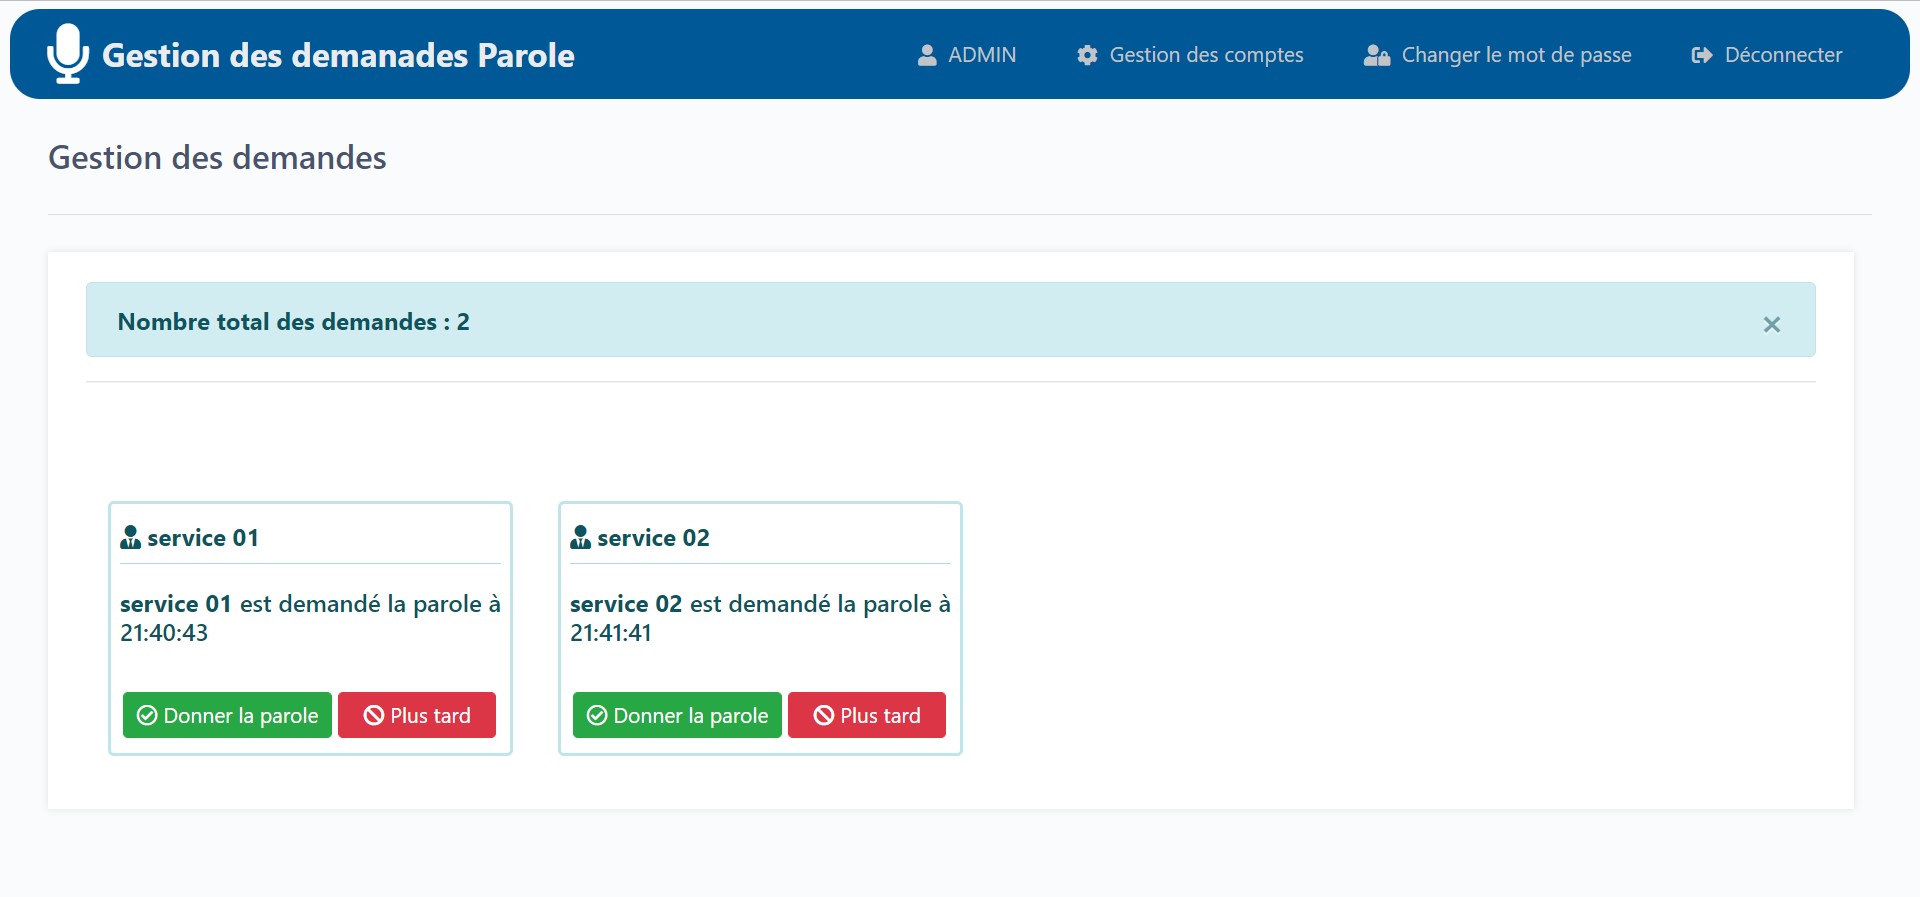 Gestion des demanades Parole
ADMIN
Gestion des comptes
Changer le mot de passe
Déconnecter
Gestion des demandes
Nombre total des demandes : 2
×
service 01
service 01 est demandé la parole à
21:40:43
Donner la parole
Plus tard
service 02
service 02 est demandé la parole à
21:41:41
Donner la parole
Plus tard